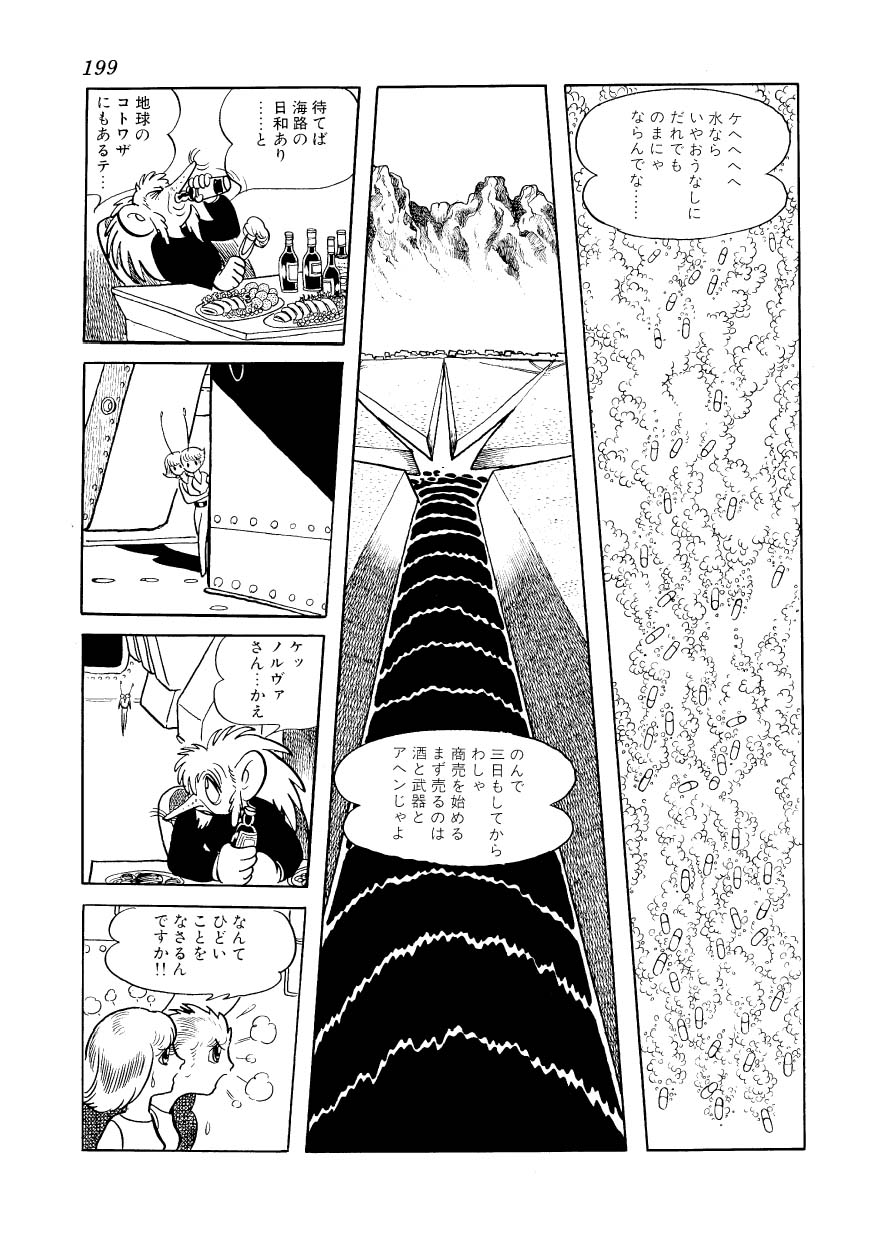 199
ケヘヘヘヘ
水なら
いやおうなしに
だれでも
のまにゃ
ならんでな……
のんで
三日もしてから
わしゃ
商売を始める
まず売るのは
酒と武器と
アヘンじゃよ
待てば
海路の
日和あり
……と
地球の
コトワザ
にもあるテ…
ケッ
ノルヴァ
さん…かえ
なんて
ひどい
ことを
なさるん
ですか!!